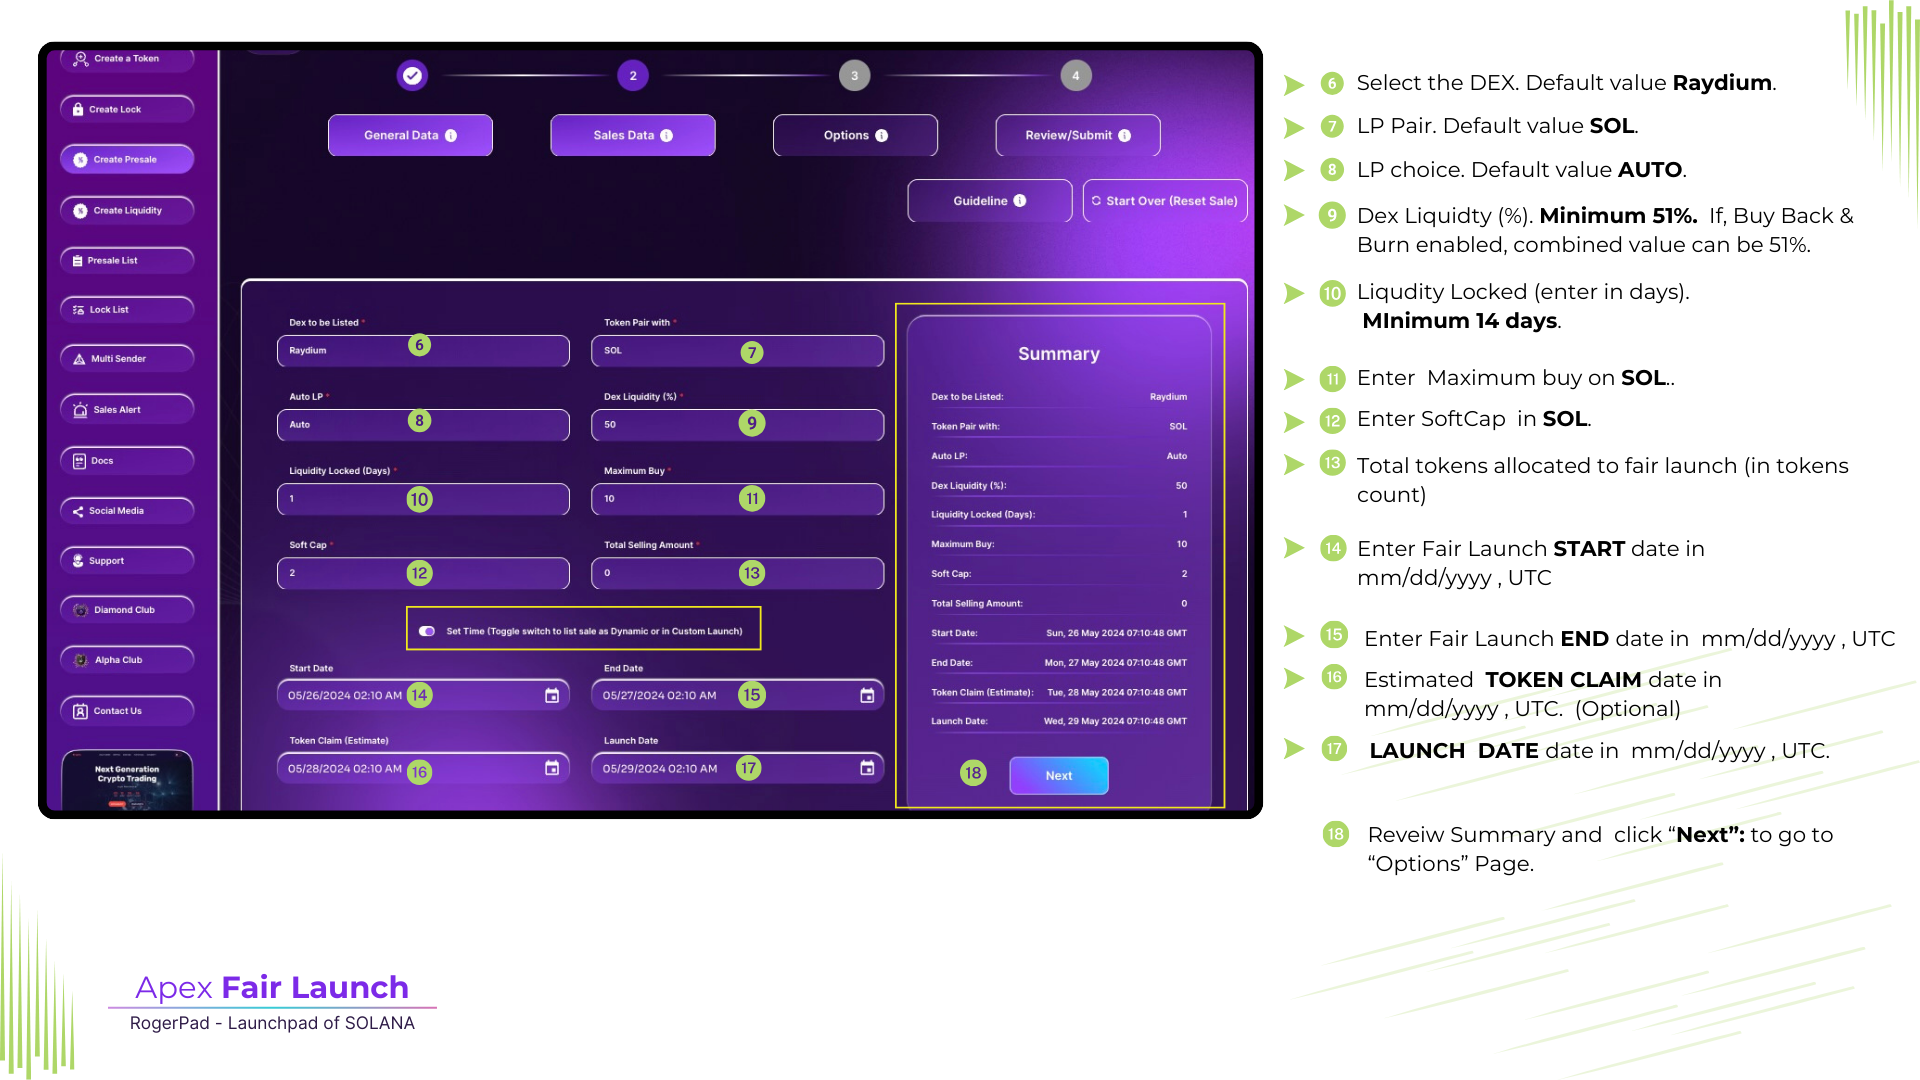 Create a Token
Create Lock
Create Presale
Create Liquidity
Presale List
Lock List
Multi Sender
Sales Alert
Docs
Social Media
Support
Diamond Club
Alpha Club
Contact Us
Next Generation
Crypto Trading
2
3
4
General Data
Sales Data
Options
Review/Submit
Guideline
Start Over (Reset Sale)
Dex to be Listed *
Raydium
6
Token Pair with *
SOL
7
Auto LP *
Auto
8
Dex Liquidity (%) *
50
9
Liquidity Locked (Days) *
1
10
Maximum Buy *
10
11
Soft Cap *
2
12
Total Selling Amount *
0
13
Set Time (Toggle switch to list sale as Dynamic or in Custom Launch)
Start Date
05/26/2024 02:10 AM
14
End Date
05/27/2024 02:10 AM
15
Token Claim (Estimate)
05/28/2024 02:10 AM
16
Launch Date
05/29/2024 02:10 AM
17
Summary
Dex to be Listed: Raydium
Token Pair with: SOL
Auto LP: Auto
Dex Liquidity (%): 50
Liquidity Locked (Days): 1
Maximum Buy: 10
Soft Cap: 2
Total Selling Amount: 0
Start Date: Sun, 26 May 2024 07:10:48 GMT
End Date: Mon, 27 May 2024 07:10:48 GMT
Token Claim (Estimate): Tue, 28 May 2024 07:10:48 GMT
Launch Date: Wed, 29 May 2024 07:10:48 GMT
18
Next
6 Select the DEX. Default value Raydium.
7 LP Pair. Default value SOL.
8 LP choice. Default value AUTO.
9 Dex Liquidty (%). Minimum 51%. If, Buy Back &
Burn enabled, combined value can be 51%.
10 Liqudity Locked (enter in days).
MInimum 14 days.
11 Enter Maximum buy on SOL..
12 Enter SoftCap in SOL.
13 Total tokens allocated to fair launch (in tokens
count)
14 Enter Fair Launch START date in
mm/dd/yyyy , UTC
15 Enter Fair Launch END date in mm/dd/yyyy , UTC
16 Estimated TOKEN CLAIM date in
mm/dd/yyyy , UTC. (Optional)
17 LAUNCH DATE date in mm/dd/yyyy , UTC.
18 Reveiw Summary and click “Next”: to go to
“Options” Page.
Apex Fair Launch
RogerPad - Launchpad of SOLANA